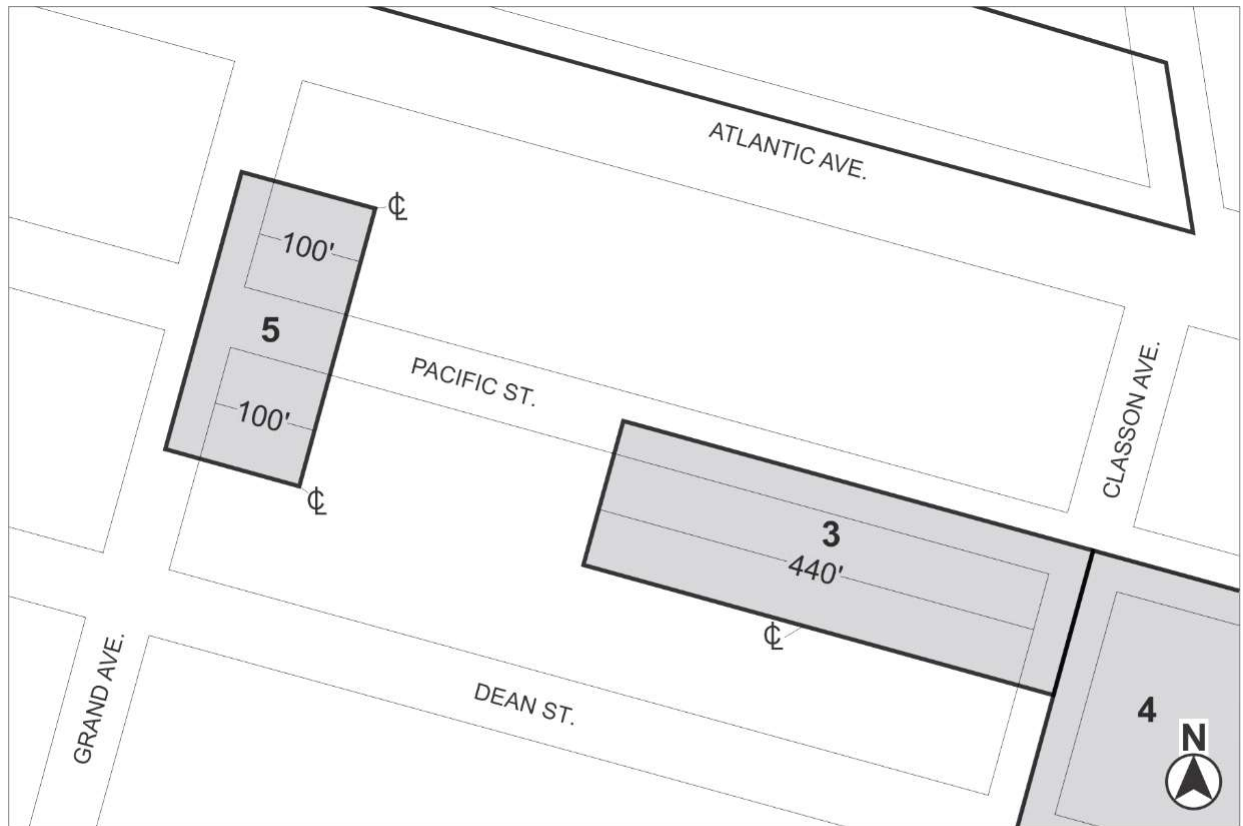 ATLANTIC AVE.
℄
100'
5
PACIFIC ST.
CLASSON AVE.
100'
℄
3
440'
℄
GRAND AVE.
DEAN ST.
4
N